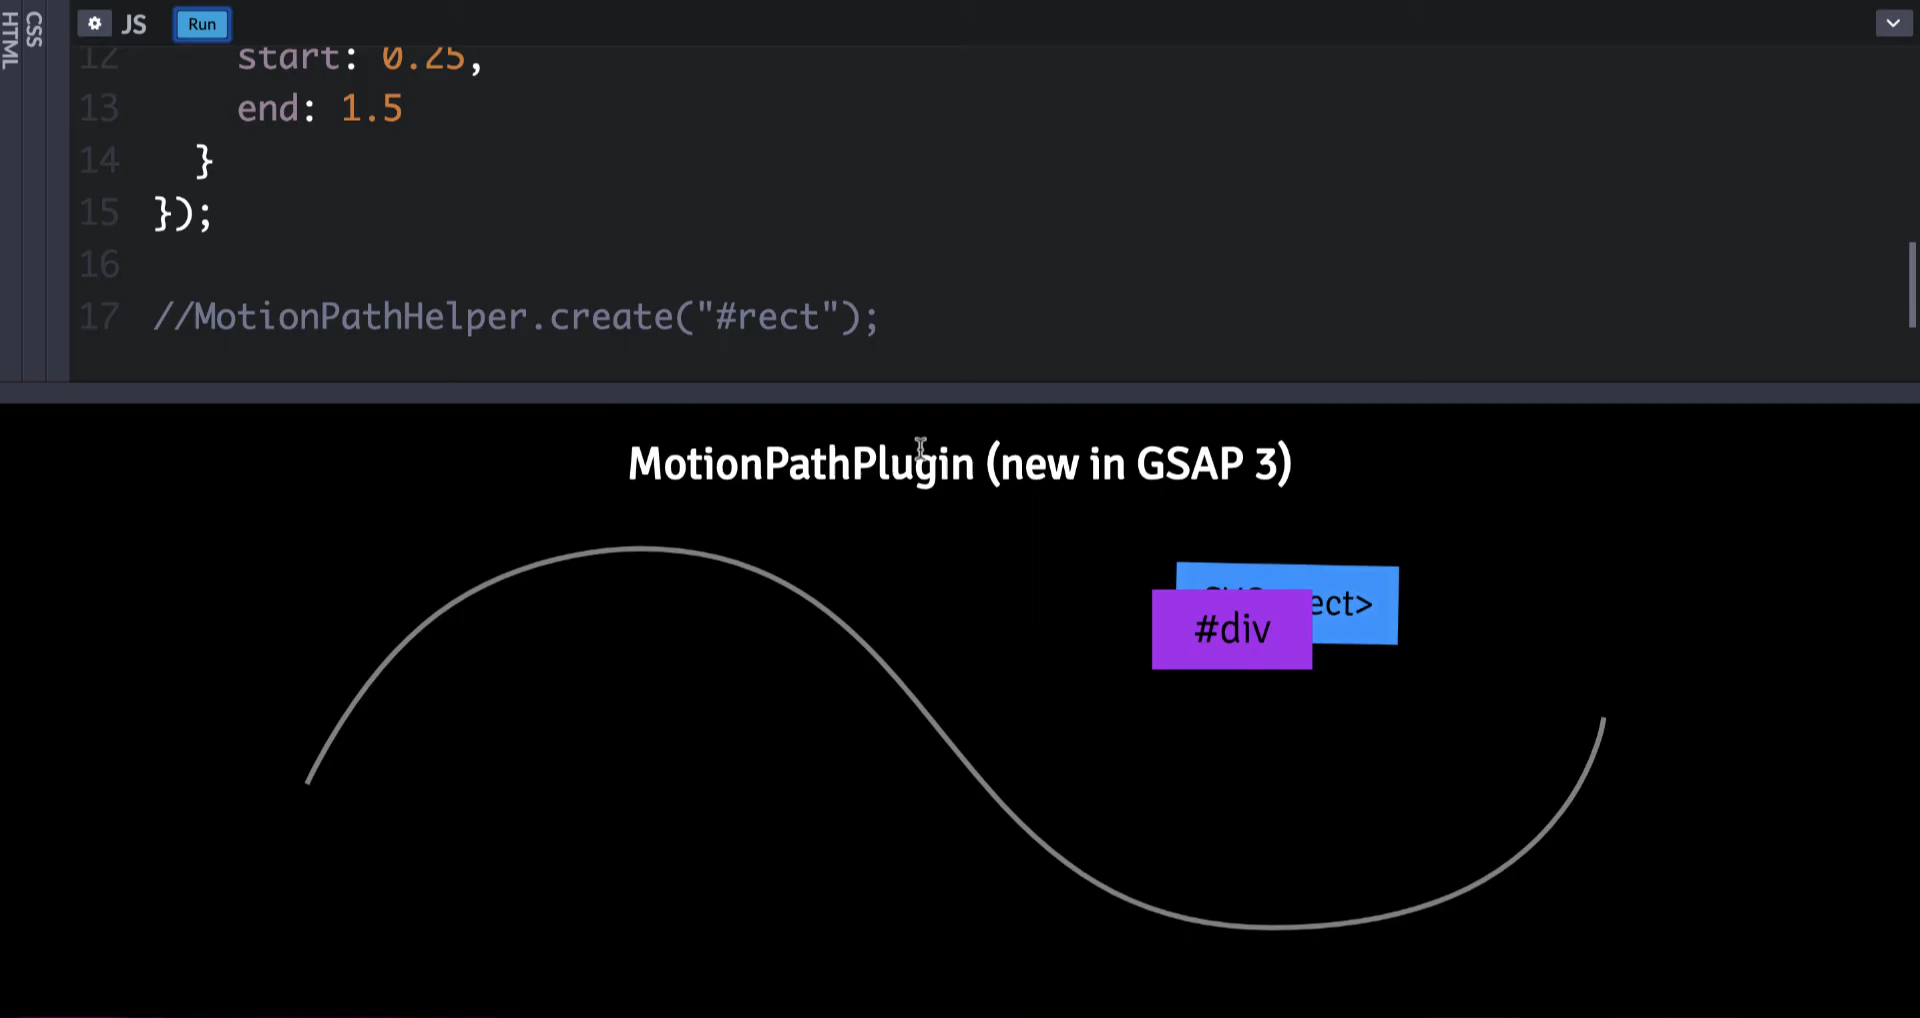 HTML
CSS
JS
Run
12 start: 0.25,
13 end: 1.5
14 }
15 });
16
17 //MotionPathHelper.create("#rect");
MotionPathPlugin (new in GSAP 3)
ect>
#div